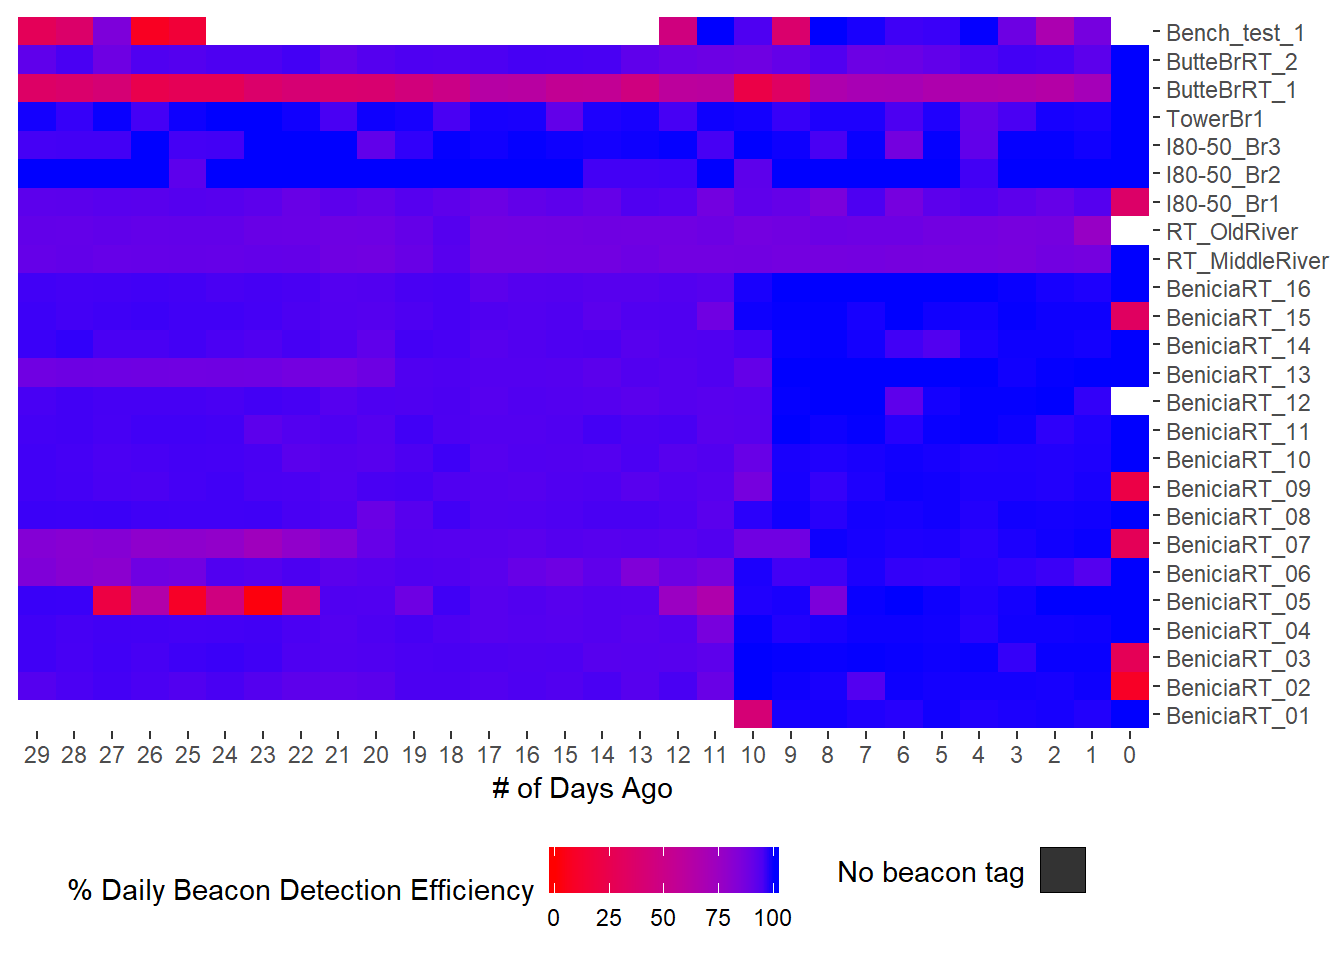 Bench_test_1
ButteBrRT_2
ButteBrRT_1
TowerBr1
I80-50_Br3
I80-50_Br2
I80-50_Br1
RT_OldRiver
RT_MiddleRiver
BeniciaRT_16
BeniciaRT_15
BeniciaRT_14
BeniciaRT_13
BeniciaRT_12
BeniciaRT_11
BeniciaRT_10
BeniciaRT_09
BeniciaRT_08
BeniciaRT_07
BeniciaRT_06
BeniciaRT_05
BeniciaRT_04
BeniciaRT_03
BeniciaRT_02
BeniciaRT_01
29 28 27 26 25 24 23 22 21 20 19 18 17 16 15 14 13 12 11 10 9 8 7 6 5 4 3 2 1 0
# of Days Ago
% Daily Beacon Detection Efficiency
0 25 50 75 100
No beacon tag